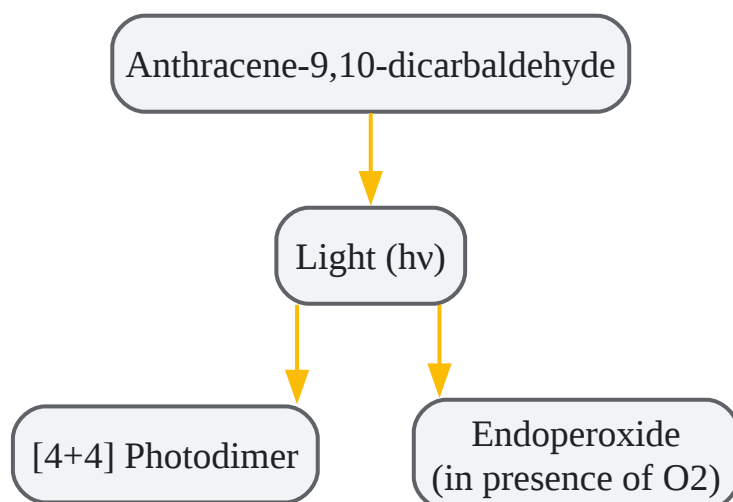 Anthracene-9,10-dicarbaldehyde
Light (hν)
[4+4] Photodimer
Endoperoxide
(in presence of O2)